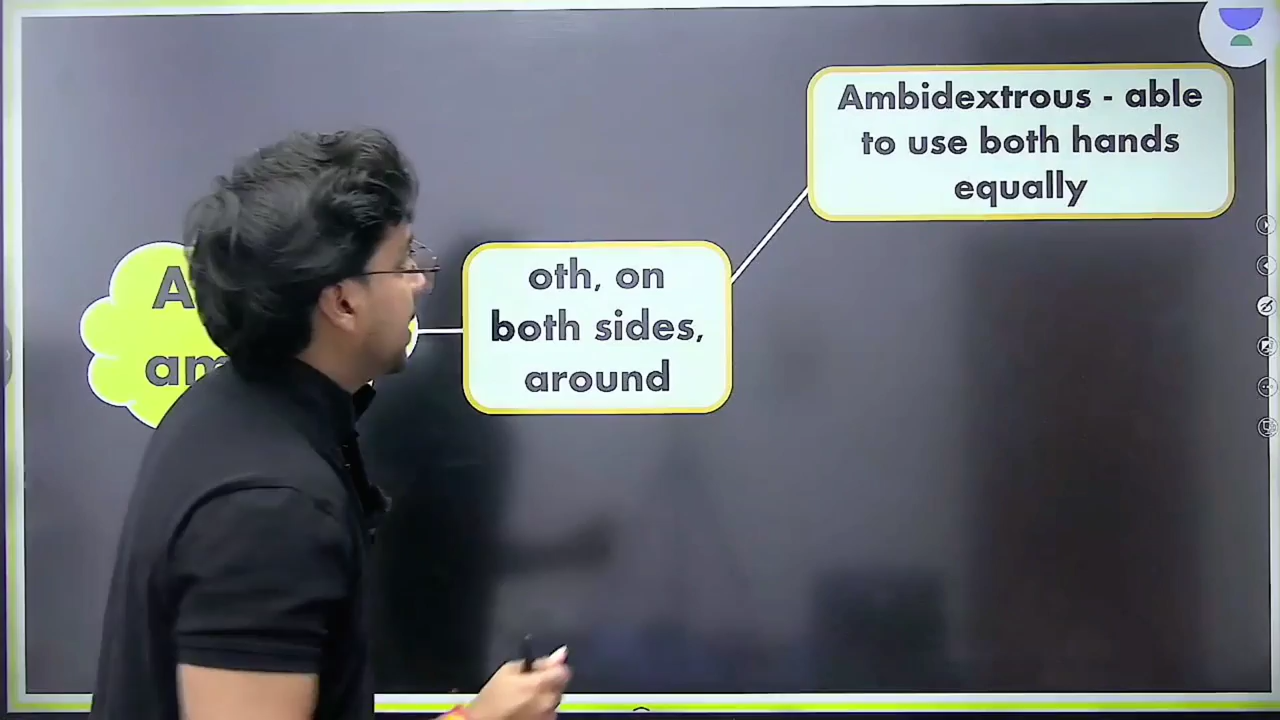 oth, on
both sides,
around
Ambidextrous - able
to use both hands
equally